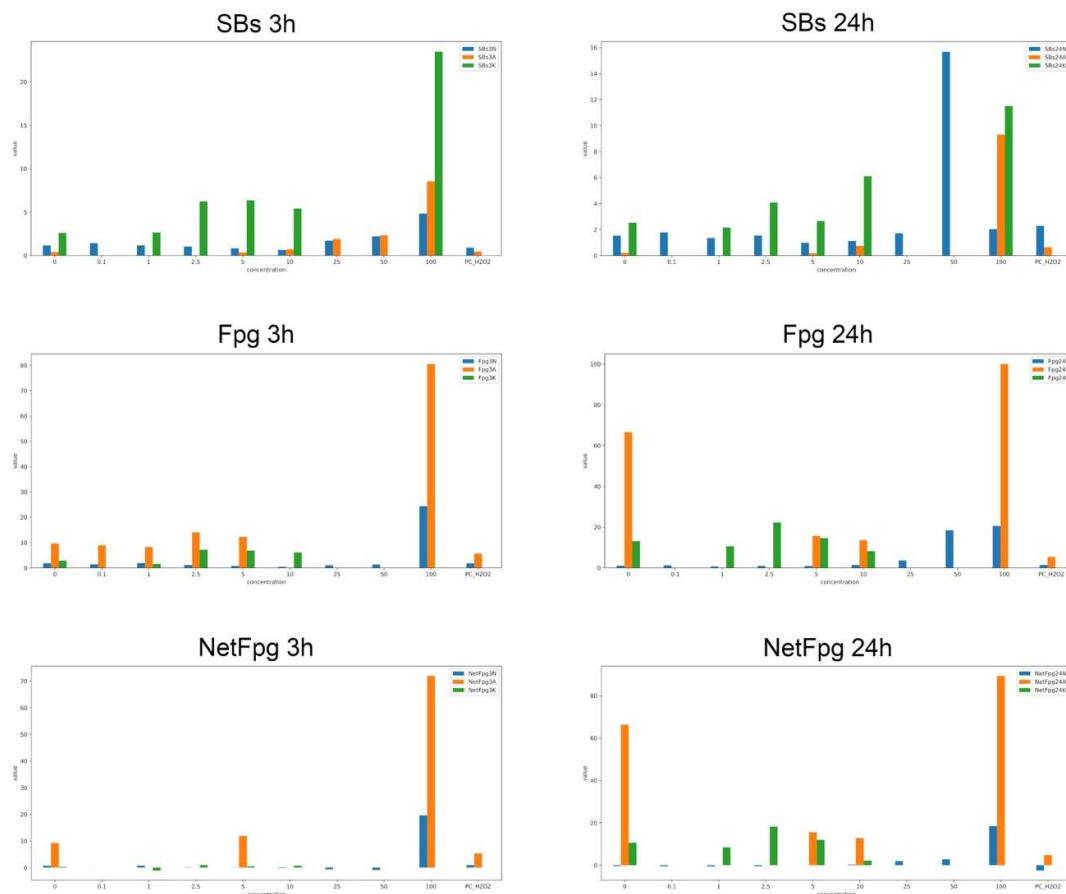 SBs 3h
SBs3N
SBs3A
SBs3K
value
20
15
10
5
0
0 0.1 1 2.5 5 10 25 50 100 PC_H2O2
concentration
SBs 24h
SBs24N
SBs24A
SBs24K
value
16
14
12
10
8
6
4
2
0
0 0.1 1 2.5 5 10 25 50 100 PC_H2O2
concentration
Fpg 3h
Fpg3N
Fpg3A
Fpg3K
value
80
70
60
50
40
30
20
10
0
0 0.1 1 2.5 5 10 25 50 100 PC_H2O2
concentration
Fpg 24h
Fpg24
Fpg24
Fpg24
value
100
80
60
40
20
0
0 0.1 1 2.5 5 10 25 50 100 PC_H2O2
concentration
NetFpg 3h
NetFpg3N
NetFpg3A
NetFpg3K
value
70
60
50
40
30
20
10
0
0 0.1 1 2.5 5 10 25 50 100 PC_H2O2
concentration
NetFpg 24h
NetFpg24N
NetFpg24A
NetFpg24K
value
80
60
40
20
0
0 0.1 1 2.5 5 10 25 50 100 PC_H2O2
concentration